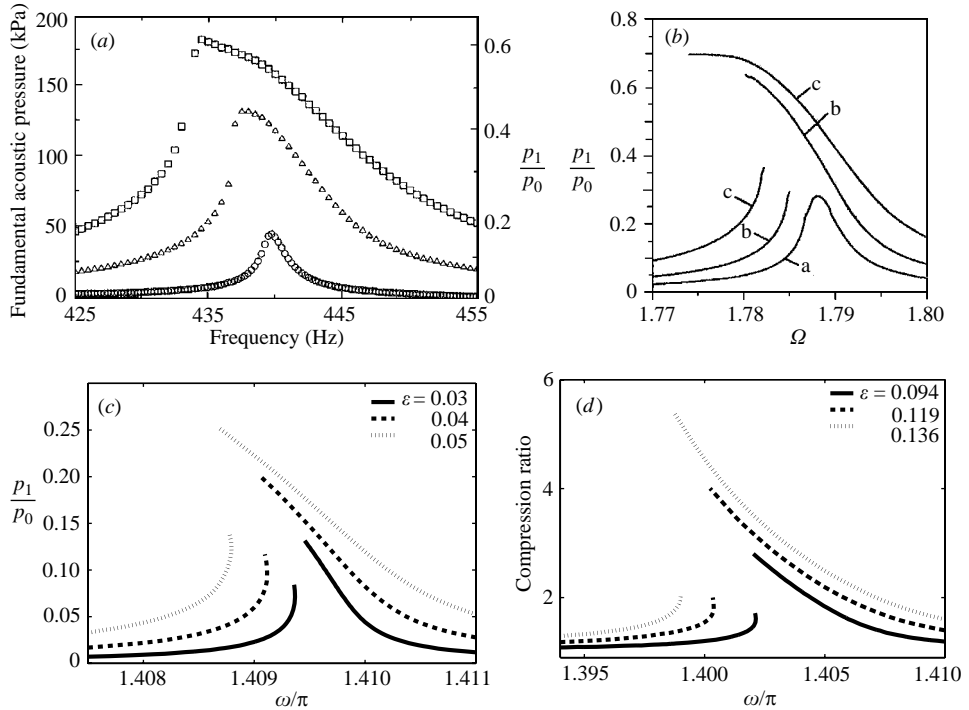 (a)
Fundamental acoustic pressure (kPa)
200
150
100
50
0
425
435
445
455
Frequency (Hz)
0.6
0.4
0.2
0
p1
p0
(b)
p1
p0
0.8
0.7
0.6
0.4
0.2
0
c
b
c
b
a
1.77
1.78
1.79
1.80
Ω
(c)
ε = 0.03
0.04
0.05
p1
p0
0.25
0.20
0.15
0.10
0.05
0
1.408
1.409
1.410
1.411
ω/π
(d)
ε = 0.094
0.119
0.136
Compression ratio
6
4
2
1.395
1.400
1.405
1.410
ω/π